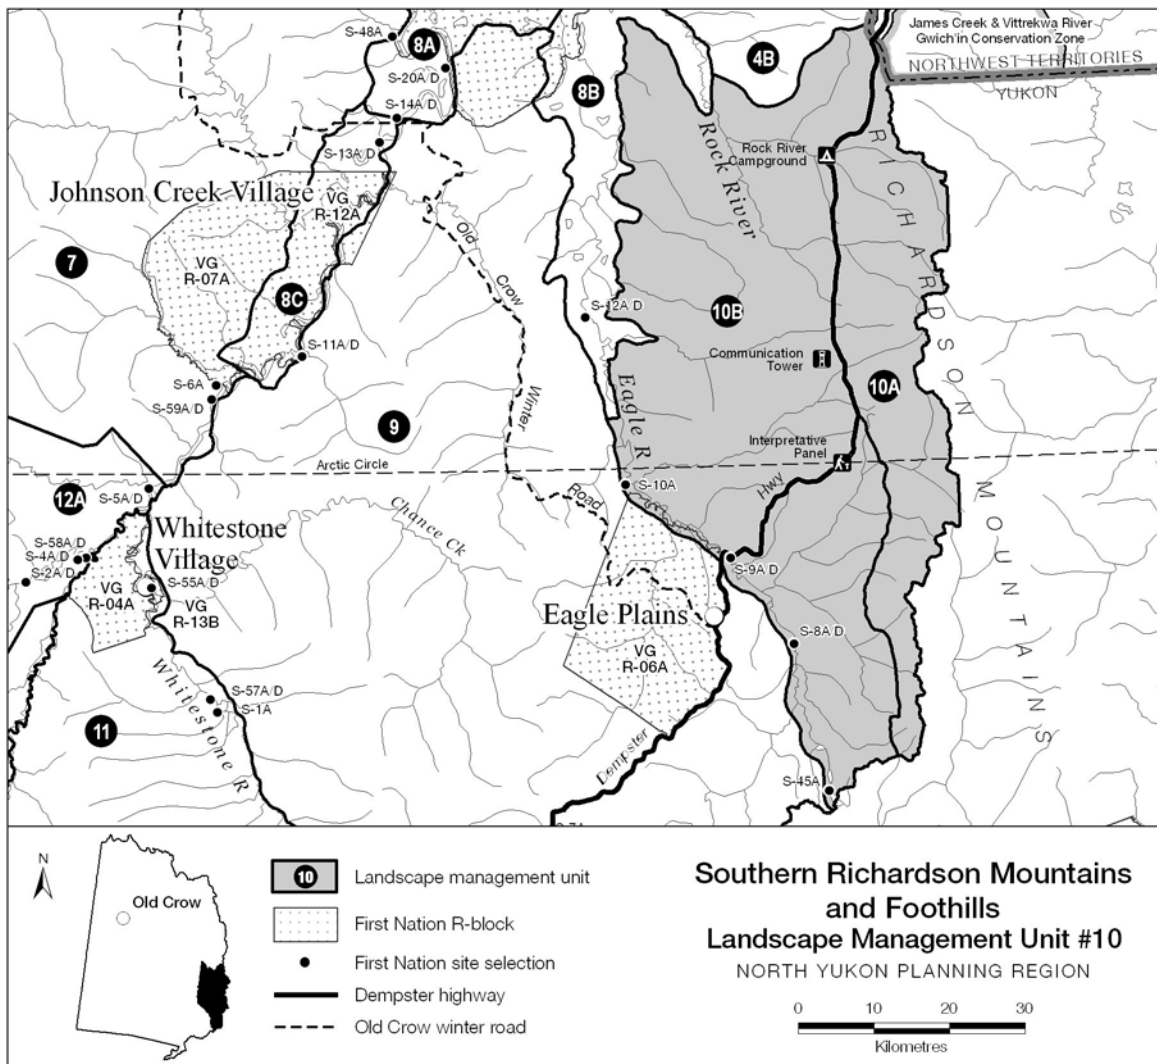 James Creek & Vittrekwa River
Gwich'in Conservation Zone
NORTHWEST TERRITORIES
YUKON
S-48A
8A
S-20A/D
S-14A/D
S-13A/D
4B
8B
Rock River
Rock River
Campground
RICHARDSON MOUNTAINS
Johnson Creek Village
VG
R-12A
VG
R-07A
7
8C
Old Crow Winter Road
S-12A/D
10B
S-11A/D
Communication
Tower
S-6A
S-59A/D
9
Eagle R
10A
Interpretative
Panel
Arctic Circle
12A
S-5A/D
S-10A
Hwy
Chance Ck
Whitestone
Village
S-58A/D
S-4A/D
S-2A/D
VG
R-04A
S-55A/D
VG
R-13B
S-9A/D
Eagle Plains
VG
R-06A
S-8A/D
Whitestone R
S-57A/D
S-1A
11
Dempster
S-45A
N
Old Crow
10
Landscape management unit
First Nation R-block
First Nation site selection
Dempster highway
Old Crow winter road
Southern Richardson Mountains
and Foothills
Landscape Management Unit #10
NORTH YUKON PLANNING REGION
0 10 20 30
Kilometres